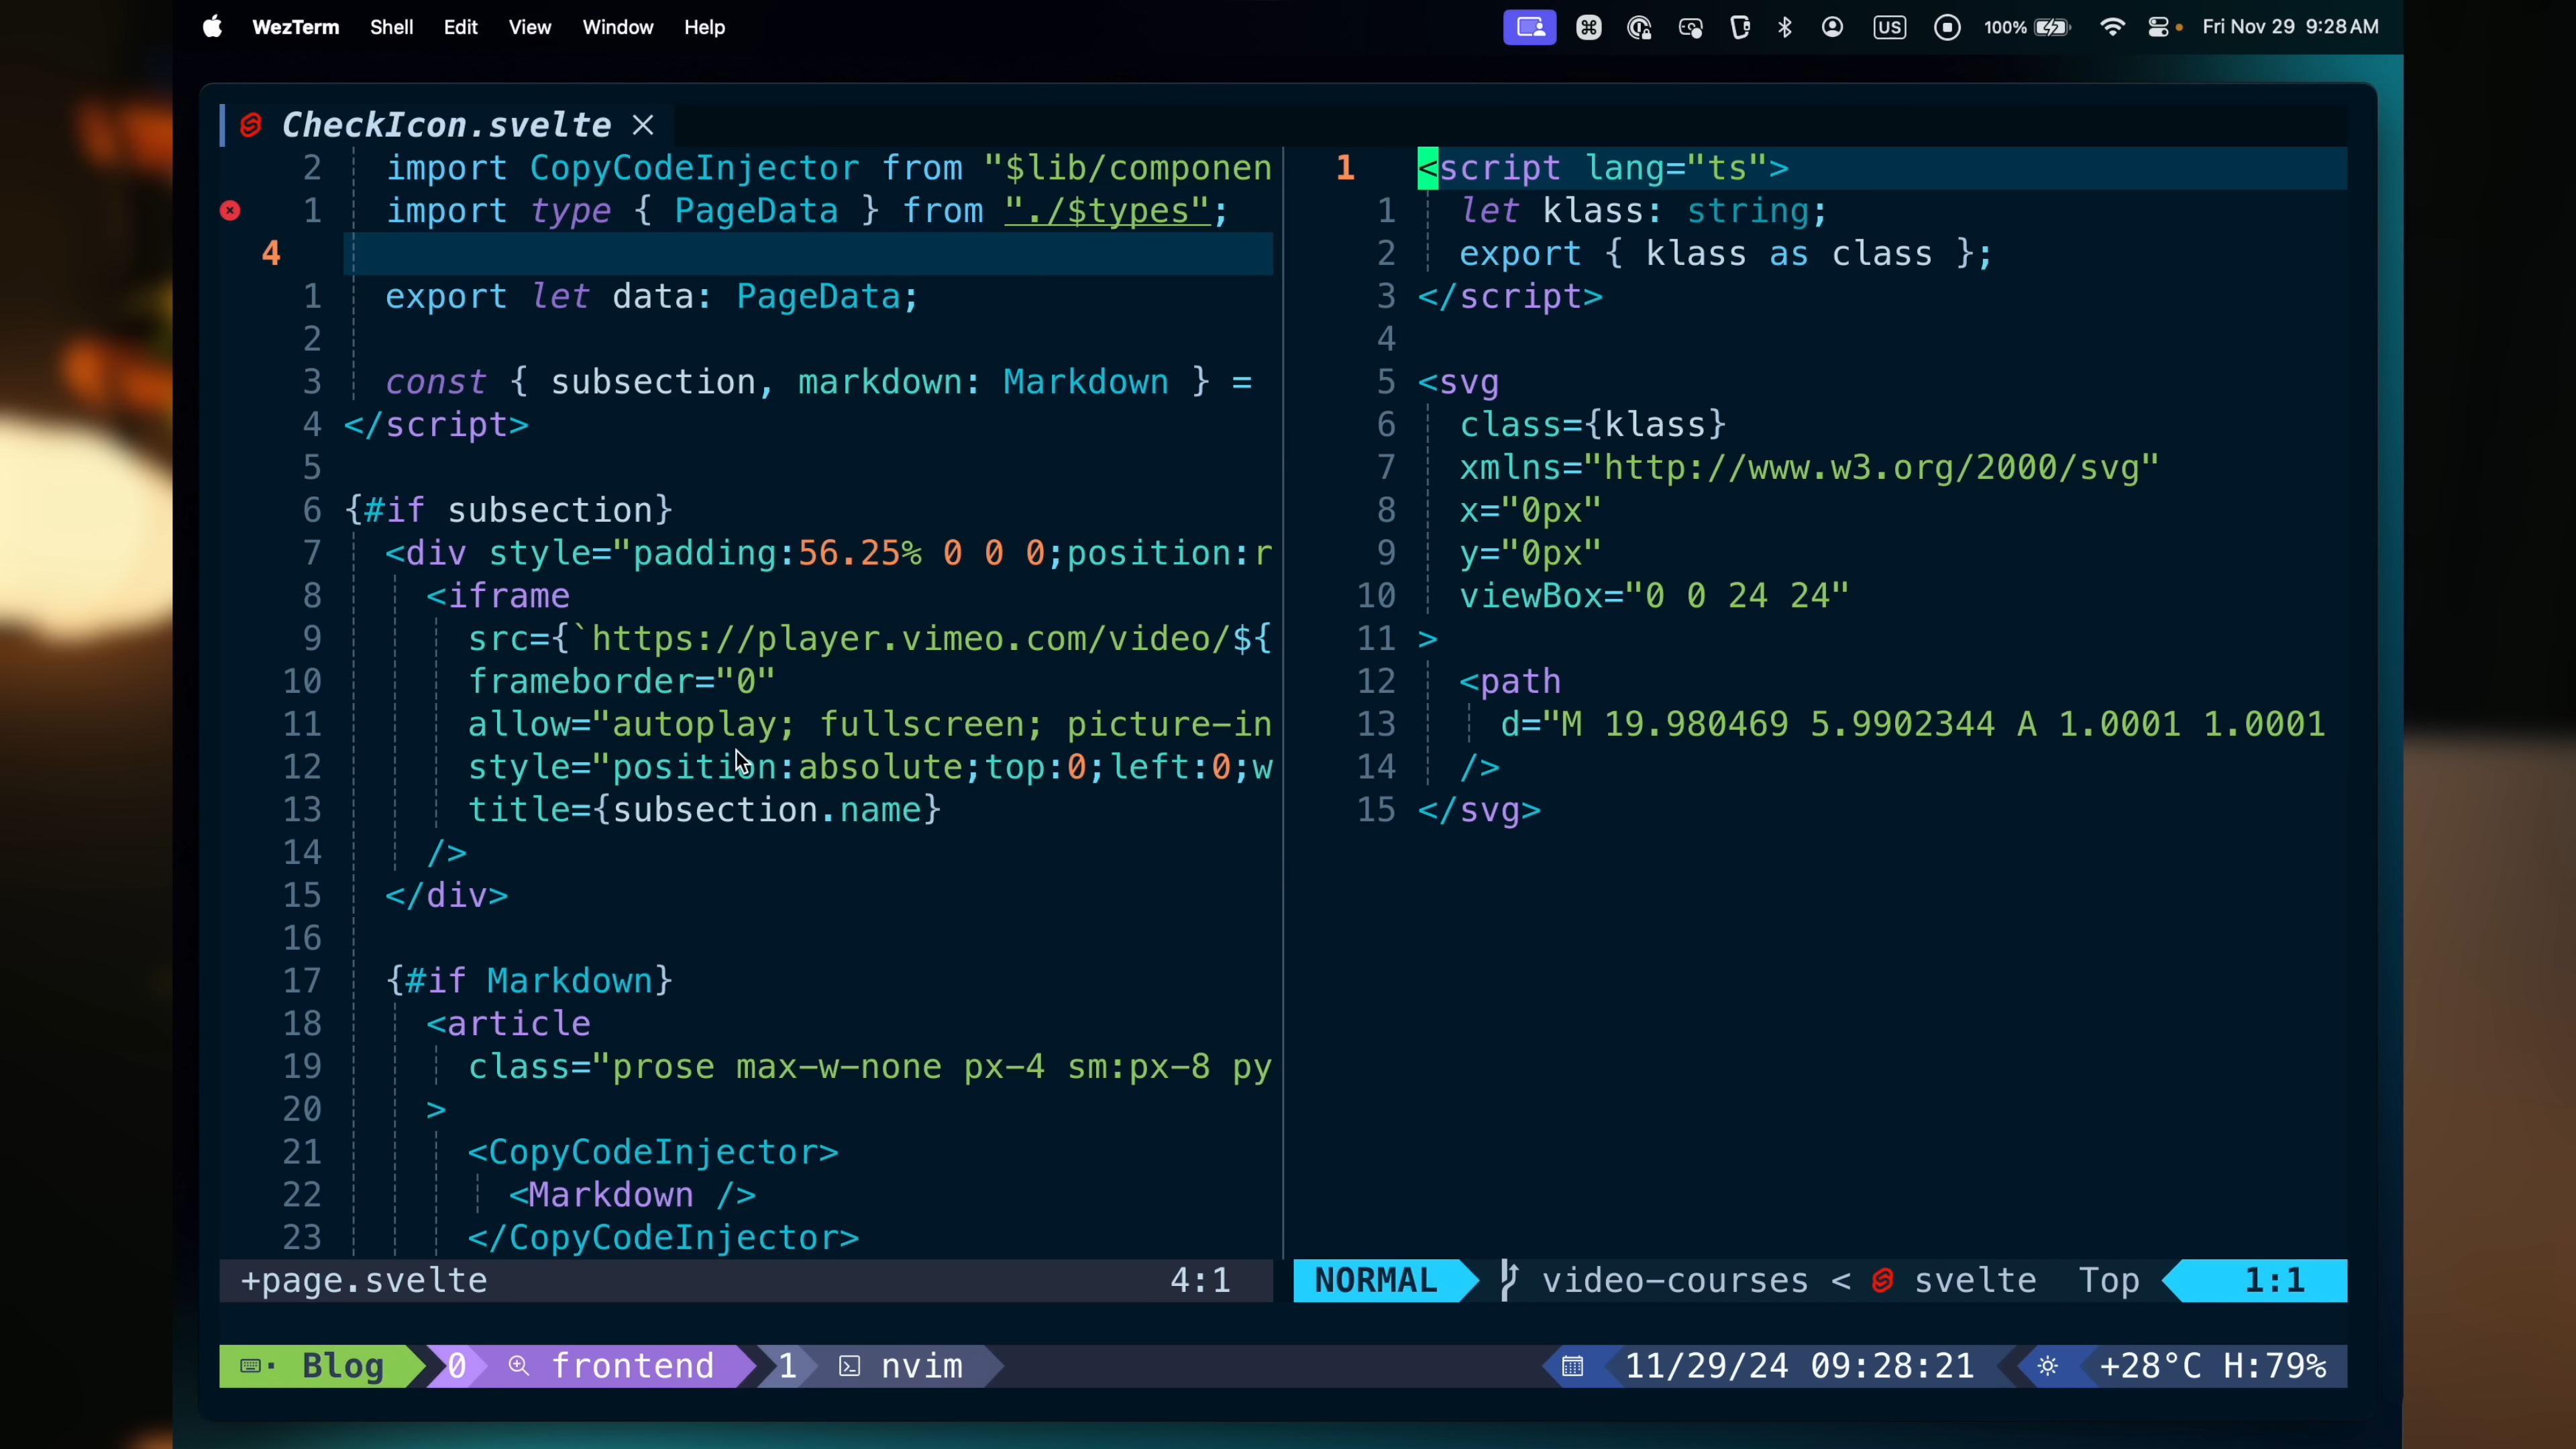 WezTerm Shell Edit View Window Help US 100% Fri Nov 29 9:28 AM
CheckIcon.svelte ×
2 import CopyCodeInjector from "$lib/componen
1 import type { PageData } from "./$types";
4
1 export let data: PageData;
2
3 const { subsection, markdown: Markdown } =
4 </script>
5
6 {#if subsection}
7 <div style="padding:56.25% 0 0 0;position:r
8 <iframe
9 src={`https://player.vimeo.com/video/${
10 frameborder="0"
11 allow="autoplay; fullscreen; picture-in
12 style="position:absolute;top:0;left:0;w
13 title={subsection.name}
14 />
15 </div>
16
17 {#if Markdown}
18 <article
19 class="prose max-w-none px-4 sm:px-8 py
20 >
21 <CopyCodeInjector>
22 <Markdown />
23 </CopyCodeInjector>
+page.svelte 4:1
1 <script lang="ts">
1 let klass: string;
2 export { klass as class };
3 </script>
4
5 <svg
6 class={klass}
7 xmlns="http://www.w3.org/2000/svg"
8 x="0px"
9 y="0px"
10 viewBox="0 0 24 24"
11 >
12 <path
13 d="M 19.980469 5.9902344 A 1.0001 1.0001
14 />
15 </svg>
NORMAL video-courses < svelte Top 1:1
Blog 0 frontend 1 nvim 11/29/24 09:28:21 +28°C H:79%